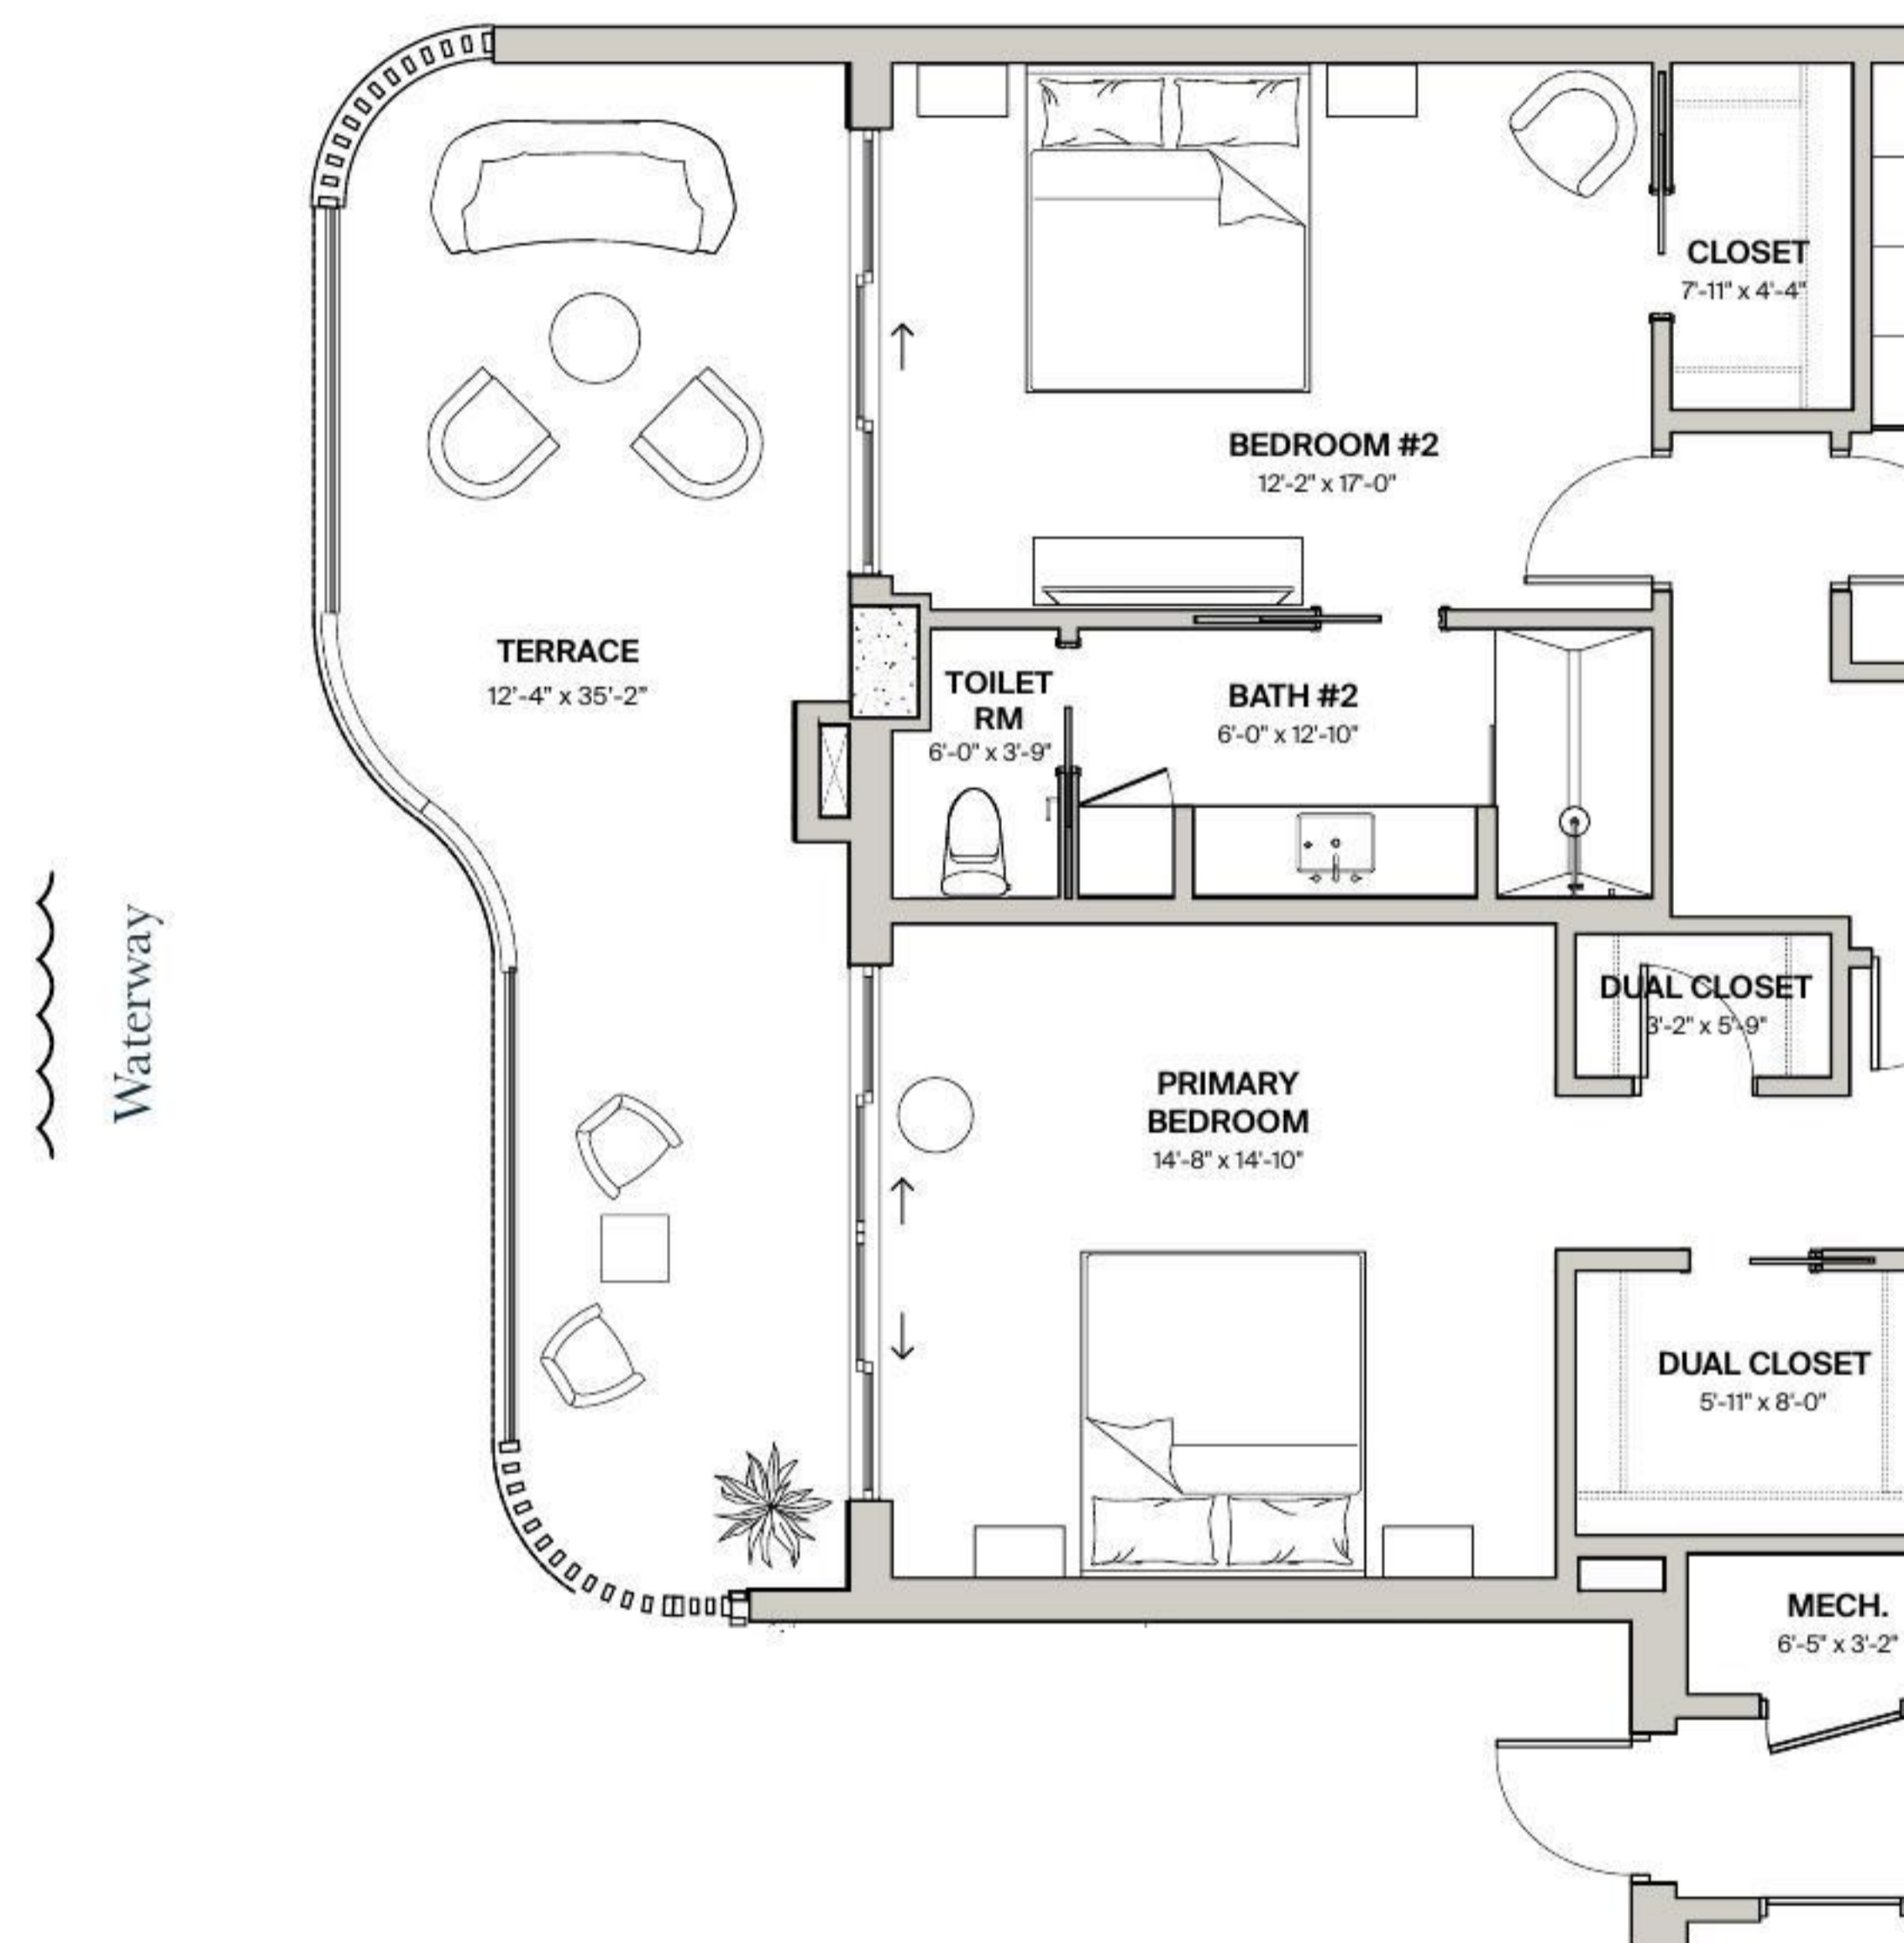 CLOSET
7'-11" x 4'-4"
BEDROOM #2
12'-2" x 17'-0"
TERRACE
12'-4" x 35'-2"
TOILET
RM
6'-0" x 3'-9"
BATH #2
6'-0" x 12'-10"
Waterway
DUAL CLOSET
3'-2" x 5'-9"
PRIMARY
BEDROOM
14'-8" x 14'-10"
DUAL CLOSET
5'-11" x 8'-0"
MECH.
6'-5" x 3'-2"